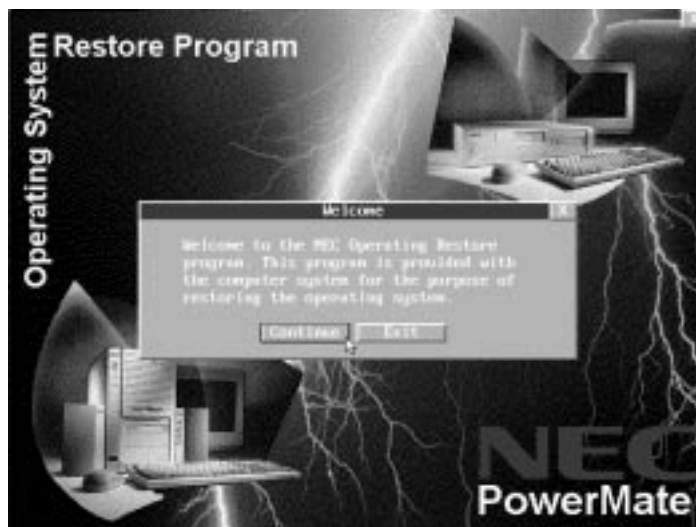 Restore Program
Operating System
Welcome
X
Welcome to the NEC Operating Restore
program. This program is provided with
the computer system for the purpose of
restoring the operating system.
Continue
Exit
NEC
PowerMate